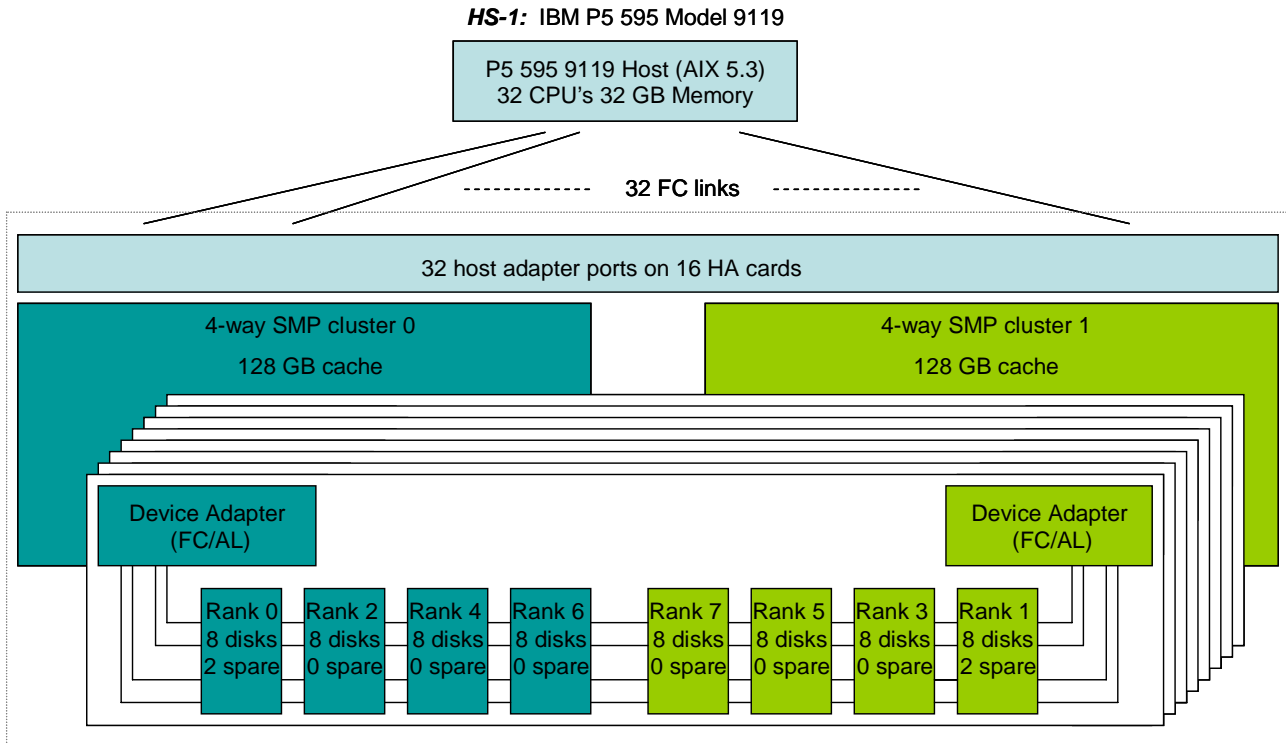 HS-1: IBM P5 595 Model 9119
P5 595 9119 Host (AIX 5.3)
32 CPU's 32 GB Memory
32 FC links
32 host adapter ports on 16 HA cards
4-way SMP cluster 0
128 GB cache
4-way SMP cluster 1
128 GB cache
Device Adapter
(FC/AL)
Device Adapter
(FC/AL)
Rank 0
8 disks
2 spare
Rank 2
8 disks
0 spare
Rank 4
8 disks
0 spare
Rank 6
8 disks
0 spare
Rank 7
8 disks
0 spare
Rank 5
8 disks
0 spare
Rank 3
8 disks
0 spare
Rank 1
8 disks
2 spare